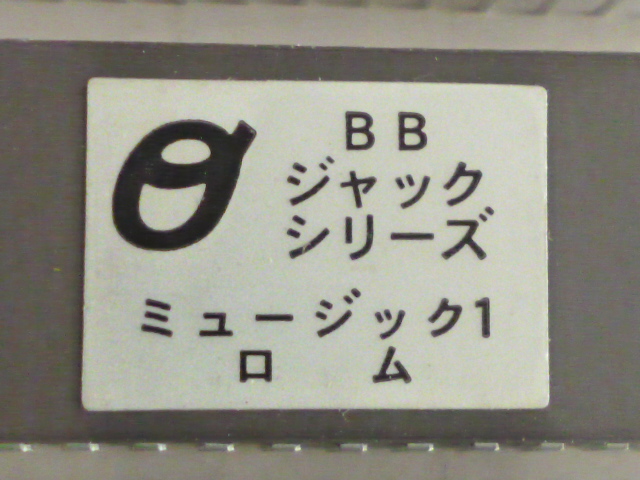 BB
ジャック
シリーズ
ミュージック1
ロム